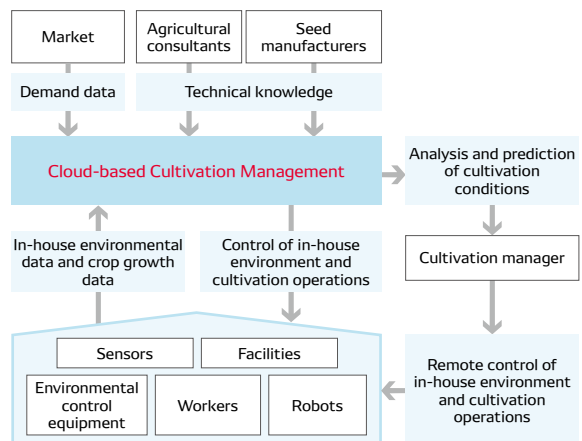 Market
Agricultural
consultants
Seed
manufacturers
Demand data
Technical knowledge
Cloud-based Cultivation Management
Analysis and prediction
of cultivation
conditions
In-house environmental
data and crop growth
data
Control of in-house
environment and
cultivation operations
Cultivation manager
Sensors
Facilities
Environmental
control
equipment
Workers
Robots
Remote control of
in-house environment
and cultivation
operations